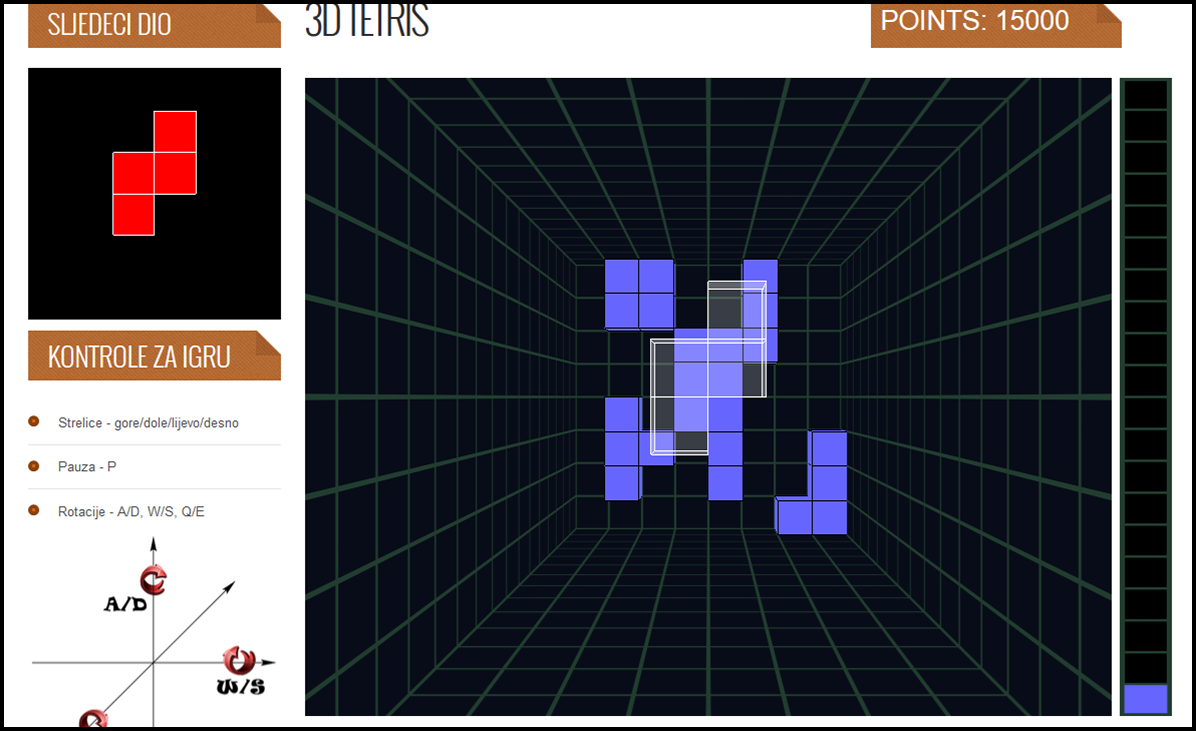 SLJEDECI DIO
3D TETRIS
POINTS: 15000
KONTROLE ZA IGRU
Strelice - gore/dole/lijevo/desno
Pauza - P
Rotacije - A/D, W/S, Q/E
A/D
W/S